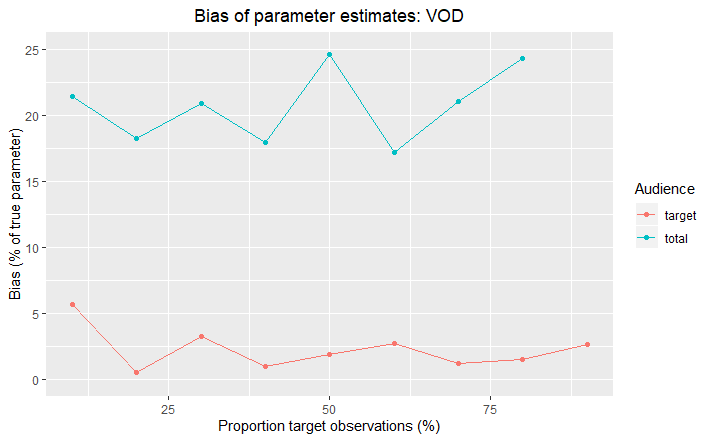 Bias of parameter estimates: VOD
Bias (% of true parameter)
25
20
15
10
5
0
25
50
75
Proportion target observations (%)
Audience
target
total